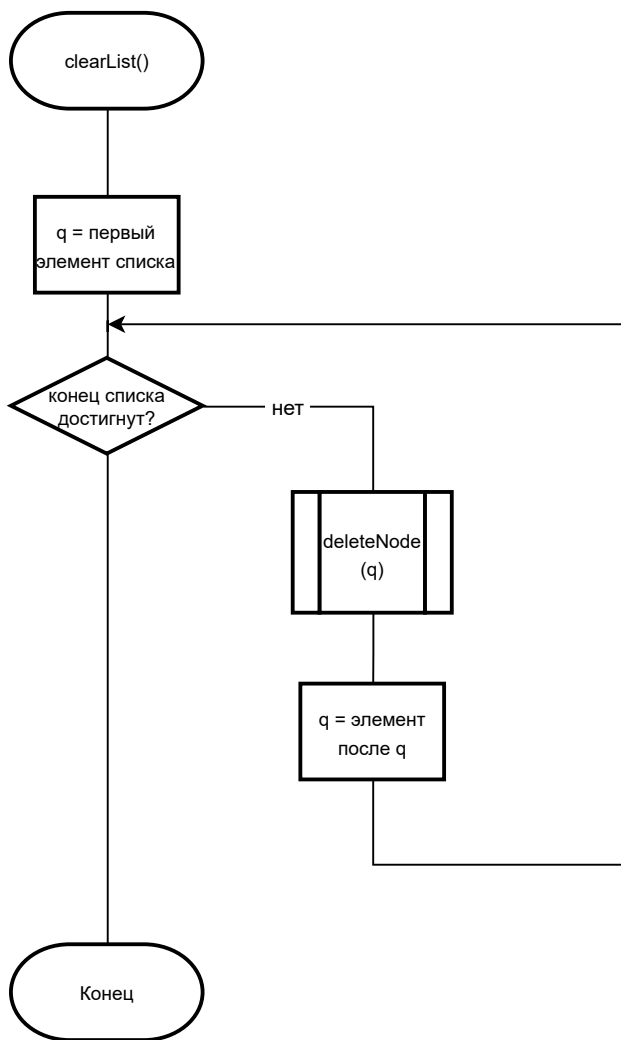 clearList()
q = первый
элемент списка
конец списка
достигнут?
нет
deleteNode
(q)
q = элемент
после q
Конец